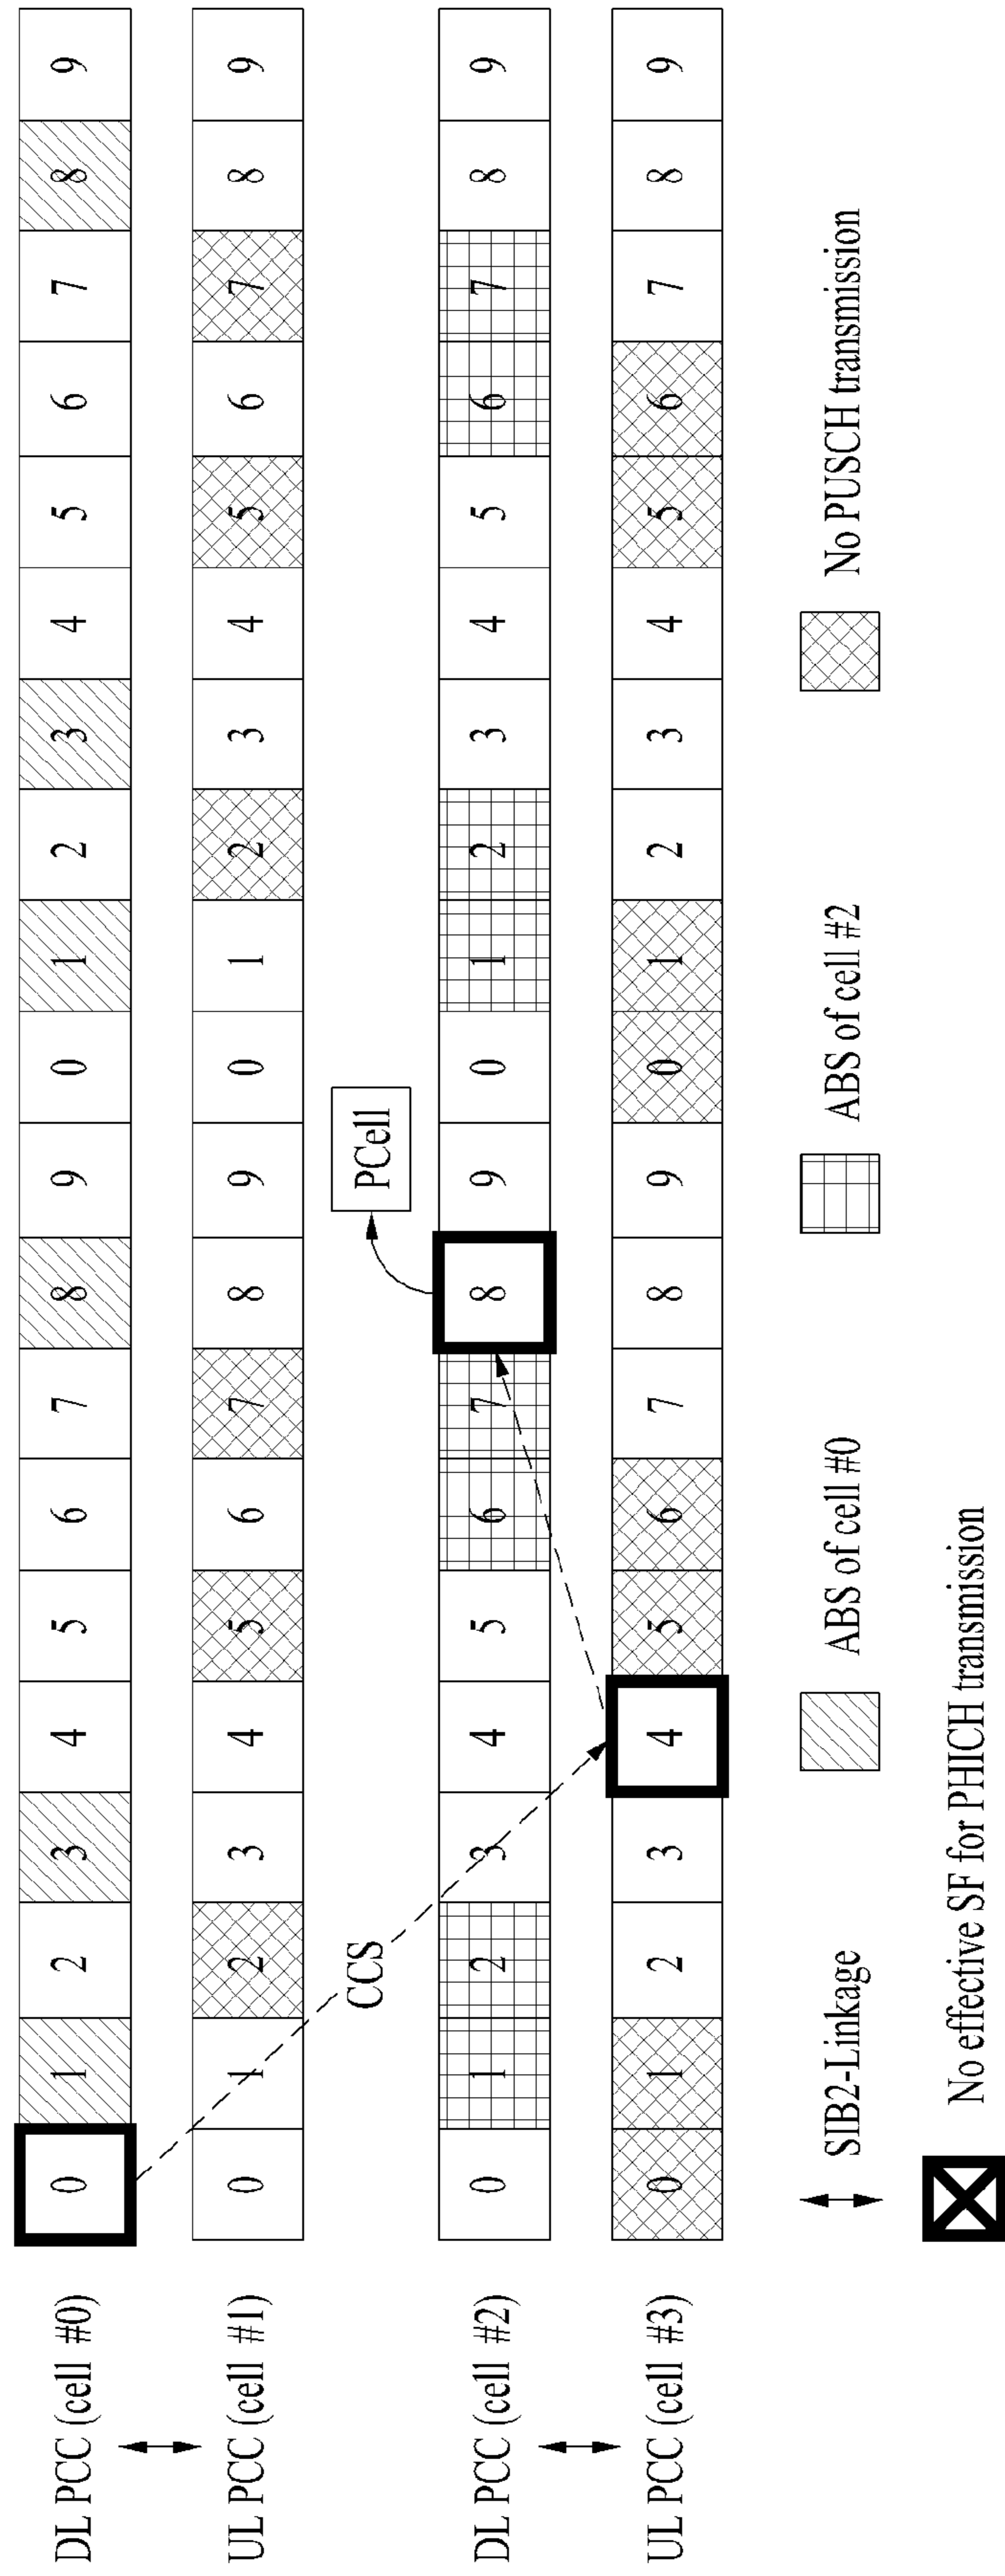 DL PCC (cell #0) 0 1 2 3 4 5 6 7 8 9 0 1 2 3 4 5 6 7 8 9
UL PCC (cell #1) 0 1 2 3 4 5 6 7 8 9 0 1 2 3 4 5 6 7 8 9
CCS
PCell
DL PCC (cell #2) 0 1 2 3 4 5 6 7 8 9 0 1 2 3 4 5 6 7 8 9
UL PCC (cell #3) 0 1 2 3 4 5 6 7 8 9 0 1 2 3 4 5 6 7 8 9
SIB2-Linkage
ABS of cell #0
ABS of cell #2
No PUSCH transmission
No effective SF for PHICH transmission